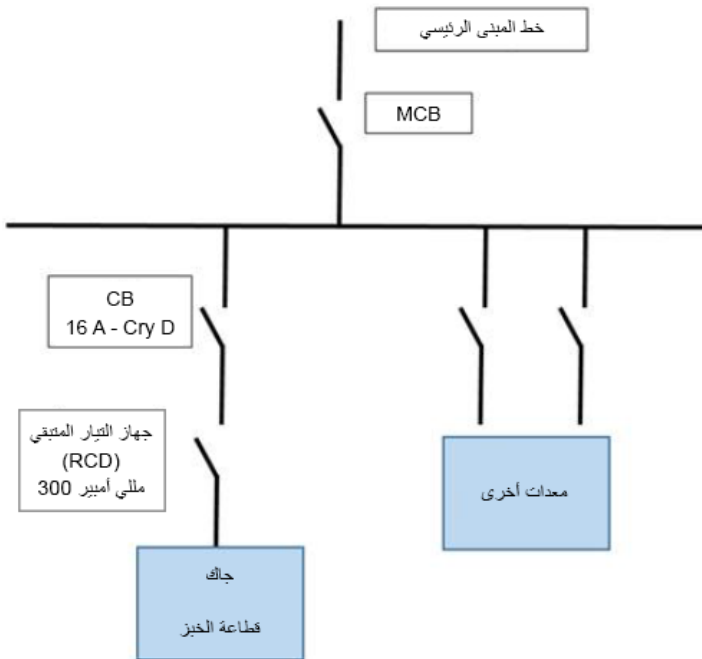 خط المبنى الرئيسي
MCB
CB
16 A - Cry D
جهاز التيار المتبقي
(RCD)
مللي أمبير 300
معدات أخرى
جاك
قطاعة الخبز